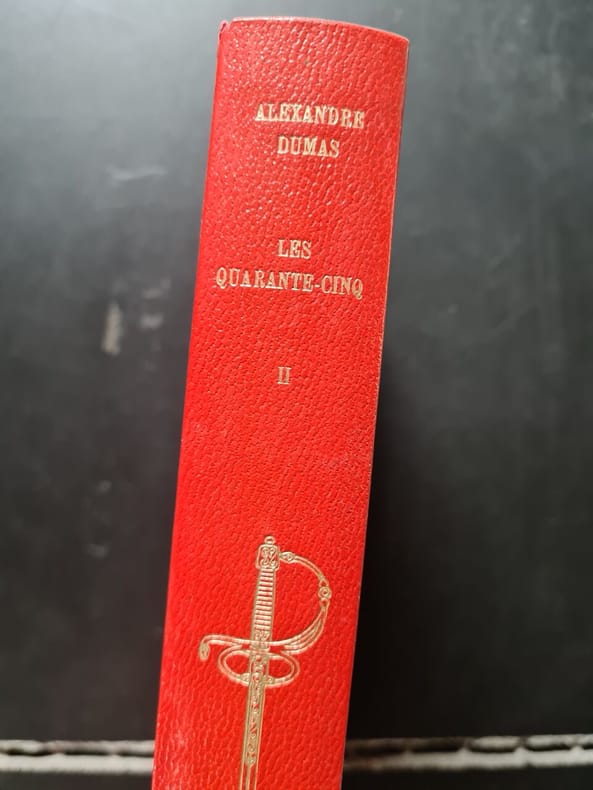 ALEXANDRE
DUMAS
LES
QUARANTE-CINQ
II